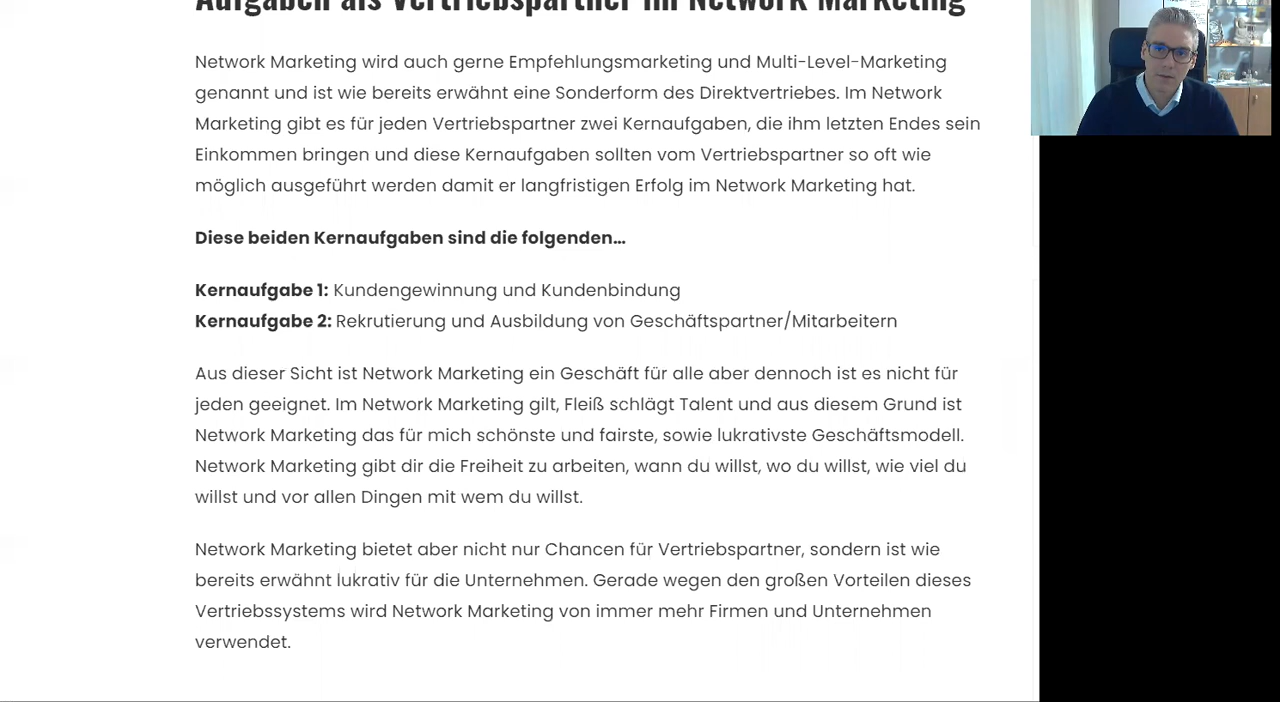 Aufgaben als Vertriebspartner im Network Marketing
Network Marketing wird auch gerne Empfehlungsmarketing und Multi-Level-Marketing
genannt und ist wie bereits erwähnt eine Sonderform des Direktvertriebes. Im Network
Marketing gibt es für jeden Vertriebspartner zwei Kernaufgaben, die ihm letzten Endes sein
Einkommen bringen und diese Kernaufgaben sollten vom Vertriebspartner so oft wie
möglich ausgeführt werden damit er langfristigen Erfolg im Network Marketing hat.
Diese beiden Kernaufgaben sind die folgenden…
Kernaufgabe 1: Kundengewinnung und Kundenbindung
Kernaufgabe 2: Rekrutierung und Ausbildung von Geschäftspartner/Mitarbeitern
Aus dieser Sicht ist Network Marketing ein Geschäft für alle aber dennoch ist es nicht für
jeden geeignet. Im Network Marketing gilt, Fleiß schlägt Talent und aus diesem Grund ist
Network Marketing das für mich schönste und fairste, sowie lukrativste Geschäftsmodell.
Network Marketing gibt dir die Freiheit zu arbeiten, wann du willst, wo du willst, wie viel du
willst und vor allen Dingen mit wem du willst.
Network Marketing bietet aber nicht nur Chancen für Vertriebspartner, sondern ist wie
bereits erwähnt lukrativ für die Unternehmen. Gerade wegen den großen Vorteilen dieses
Vertriebssystems wird Network Marketing von immer mehr Firmen und Unternehmen
verwendet.